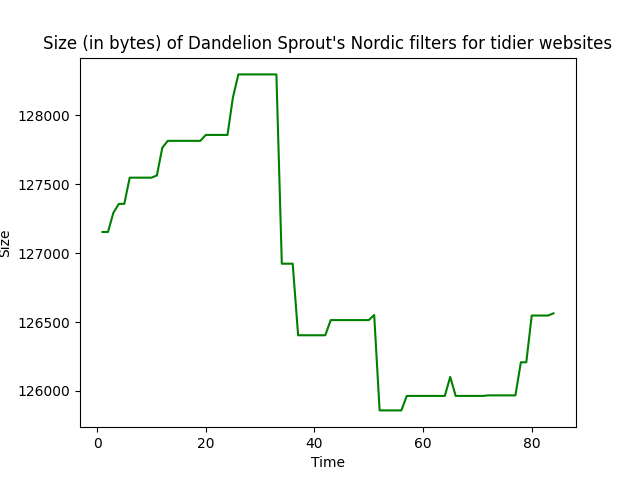 Size (in bytes) of Dandelion Sprout's Nordic filters for tidier websites
128000
127500
127000
126500
126000
Size
0 20 40 60 80
Time